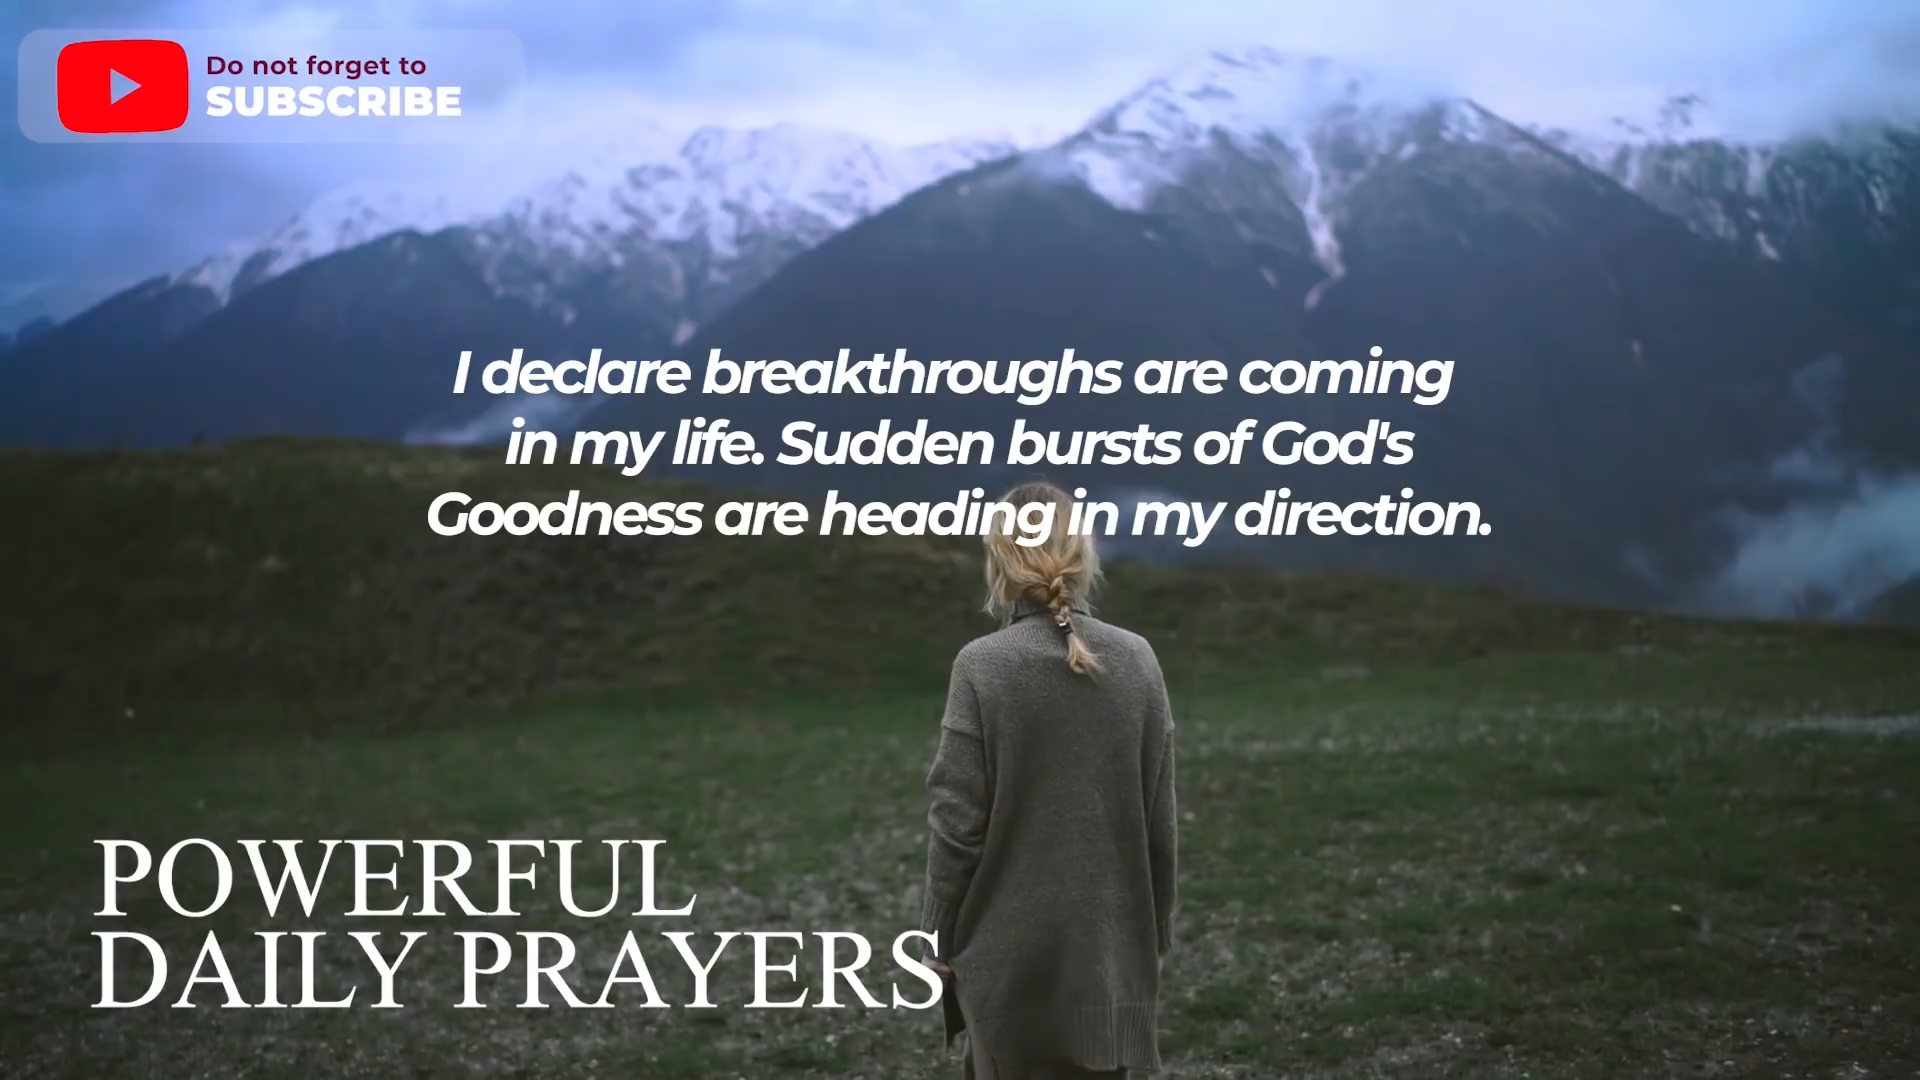 Do not forget to
SUBSCRIBE
I declare breakthroughs are coming
in my life. Sudden bursts of God's
Goodness are heading in my direction.
POWERFUL
DAILY PRAYERS